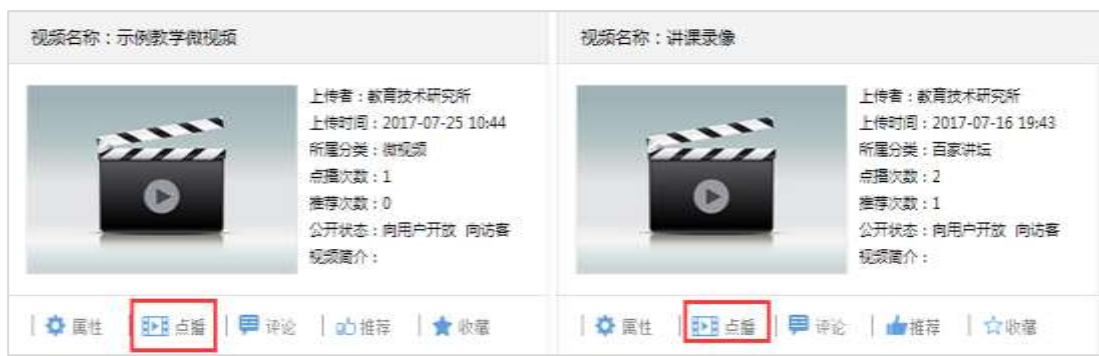 视频名称：示例教学微视频
上传者：教育技术研究所
上传时间：2017-07-25 10:44
所属分类：微视频
点播次数：1
推荐次数：0
公开状态：向用户开放 向访客
视频简介：
属性 点播 评论 推荐 收藏
视频名称：讲课录像
上传者：教育技术研究所
上传时间：2017-07-16 19:43
所属分类：百家讲坛
点播次数：2
推荐次数：1
公开状态：向用户开放 向访客
视频简介：
属性 点播 评论 推荐 收藏